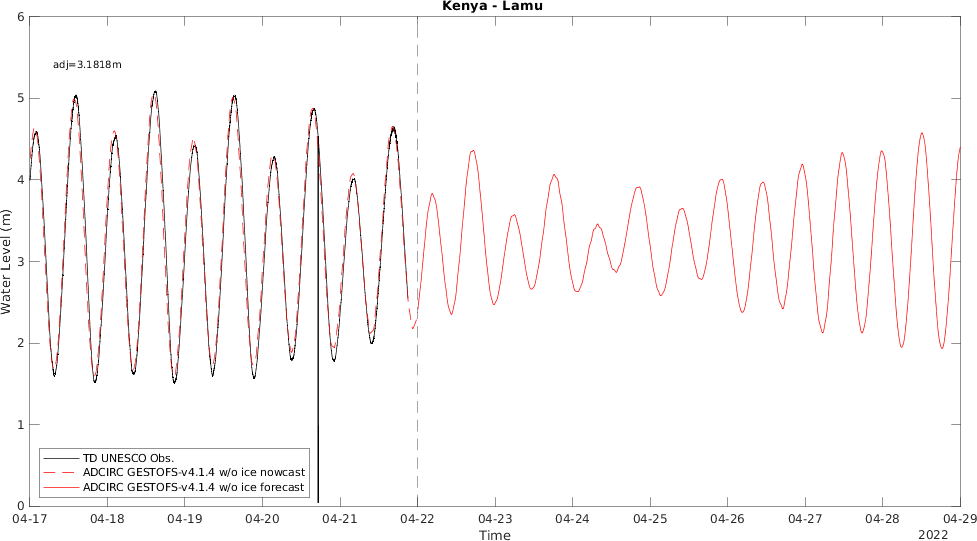 Kenya - Lamu
6
adj=3.1818m
5
4
3
2
1
0
Water Level (m)
TD UNESCO Obs.
ADCIRC GESTOFS-v4.1.4 w/o ice nowcast
ADCIRC GESTOFS-v4.1.4 w/o ice forecast
04-17 04-18 04-19 04-20 04-21 04-22 04-23 04-24 04-25 04-26 04-27 04-28 04-29
Time
2022